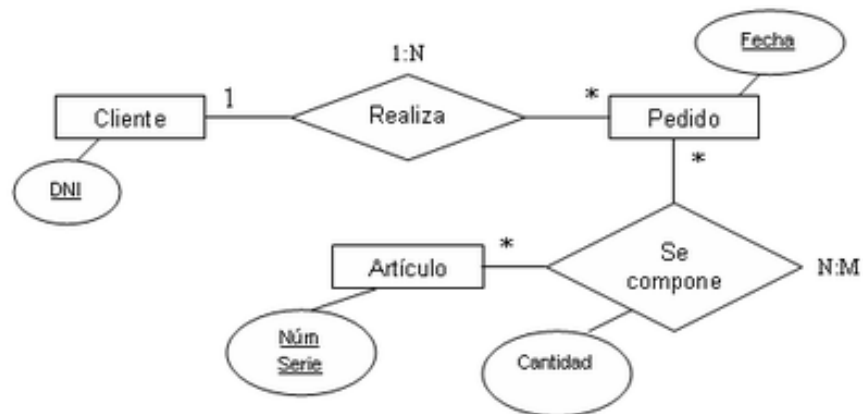 Fecha
1:N
Cliente
1
Realiza
*
Pedido
DNI
*
Artículo
*
Se
compone
N:M
Núm
Serie
Cantidad